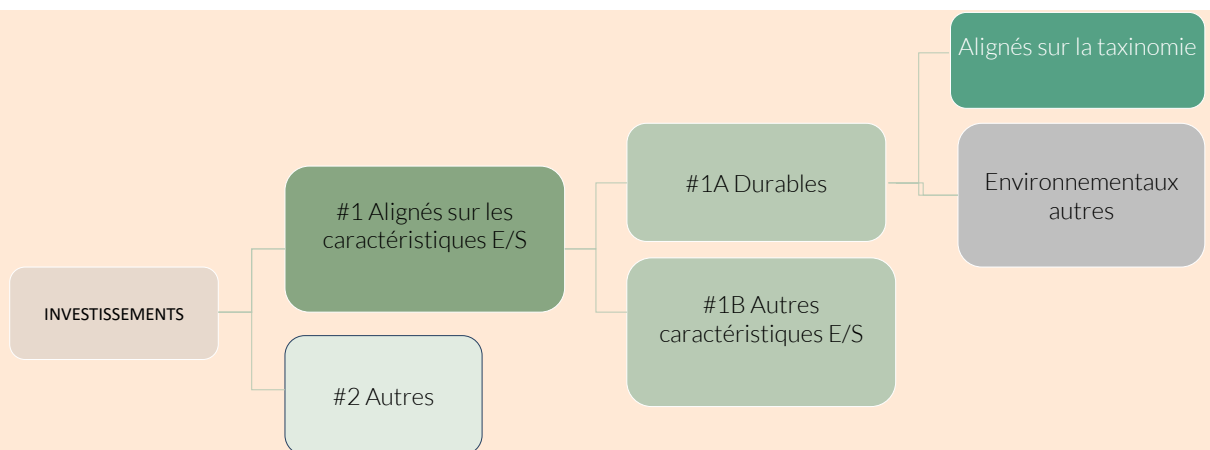 INVESTISSEMENTS
#1 Alignés sur les
caractéristiques E/S
#2 Autres
#1A Durables
#1B Autres
caractéristiques E/S
Alignés sur la taxinomie
Environnementaux
autres